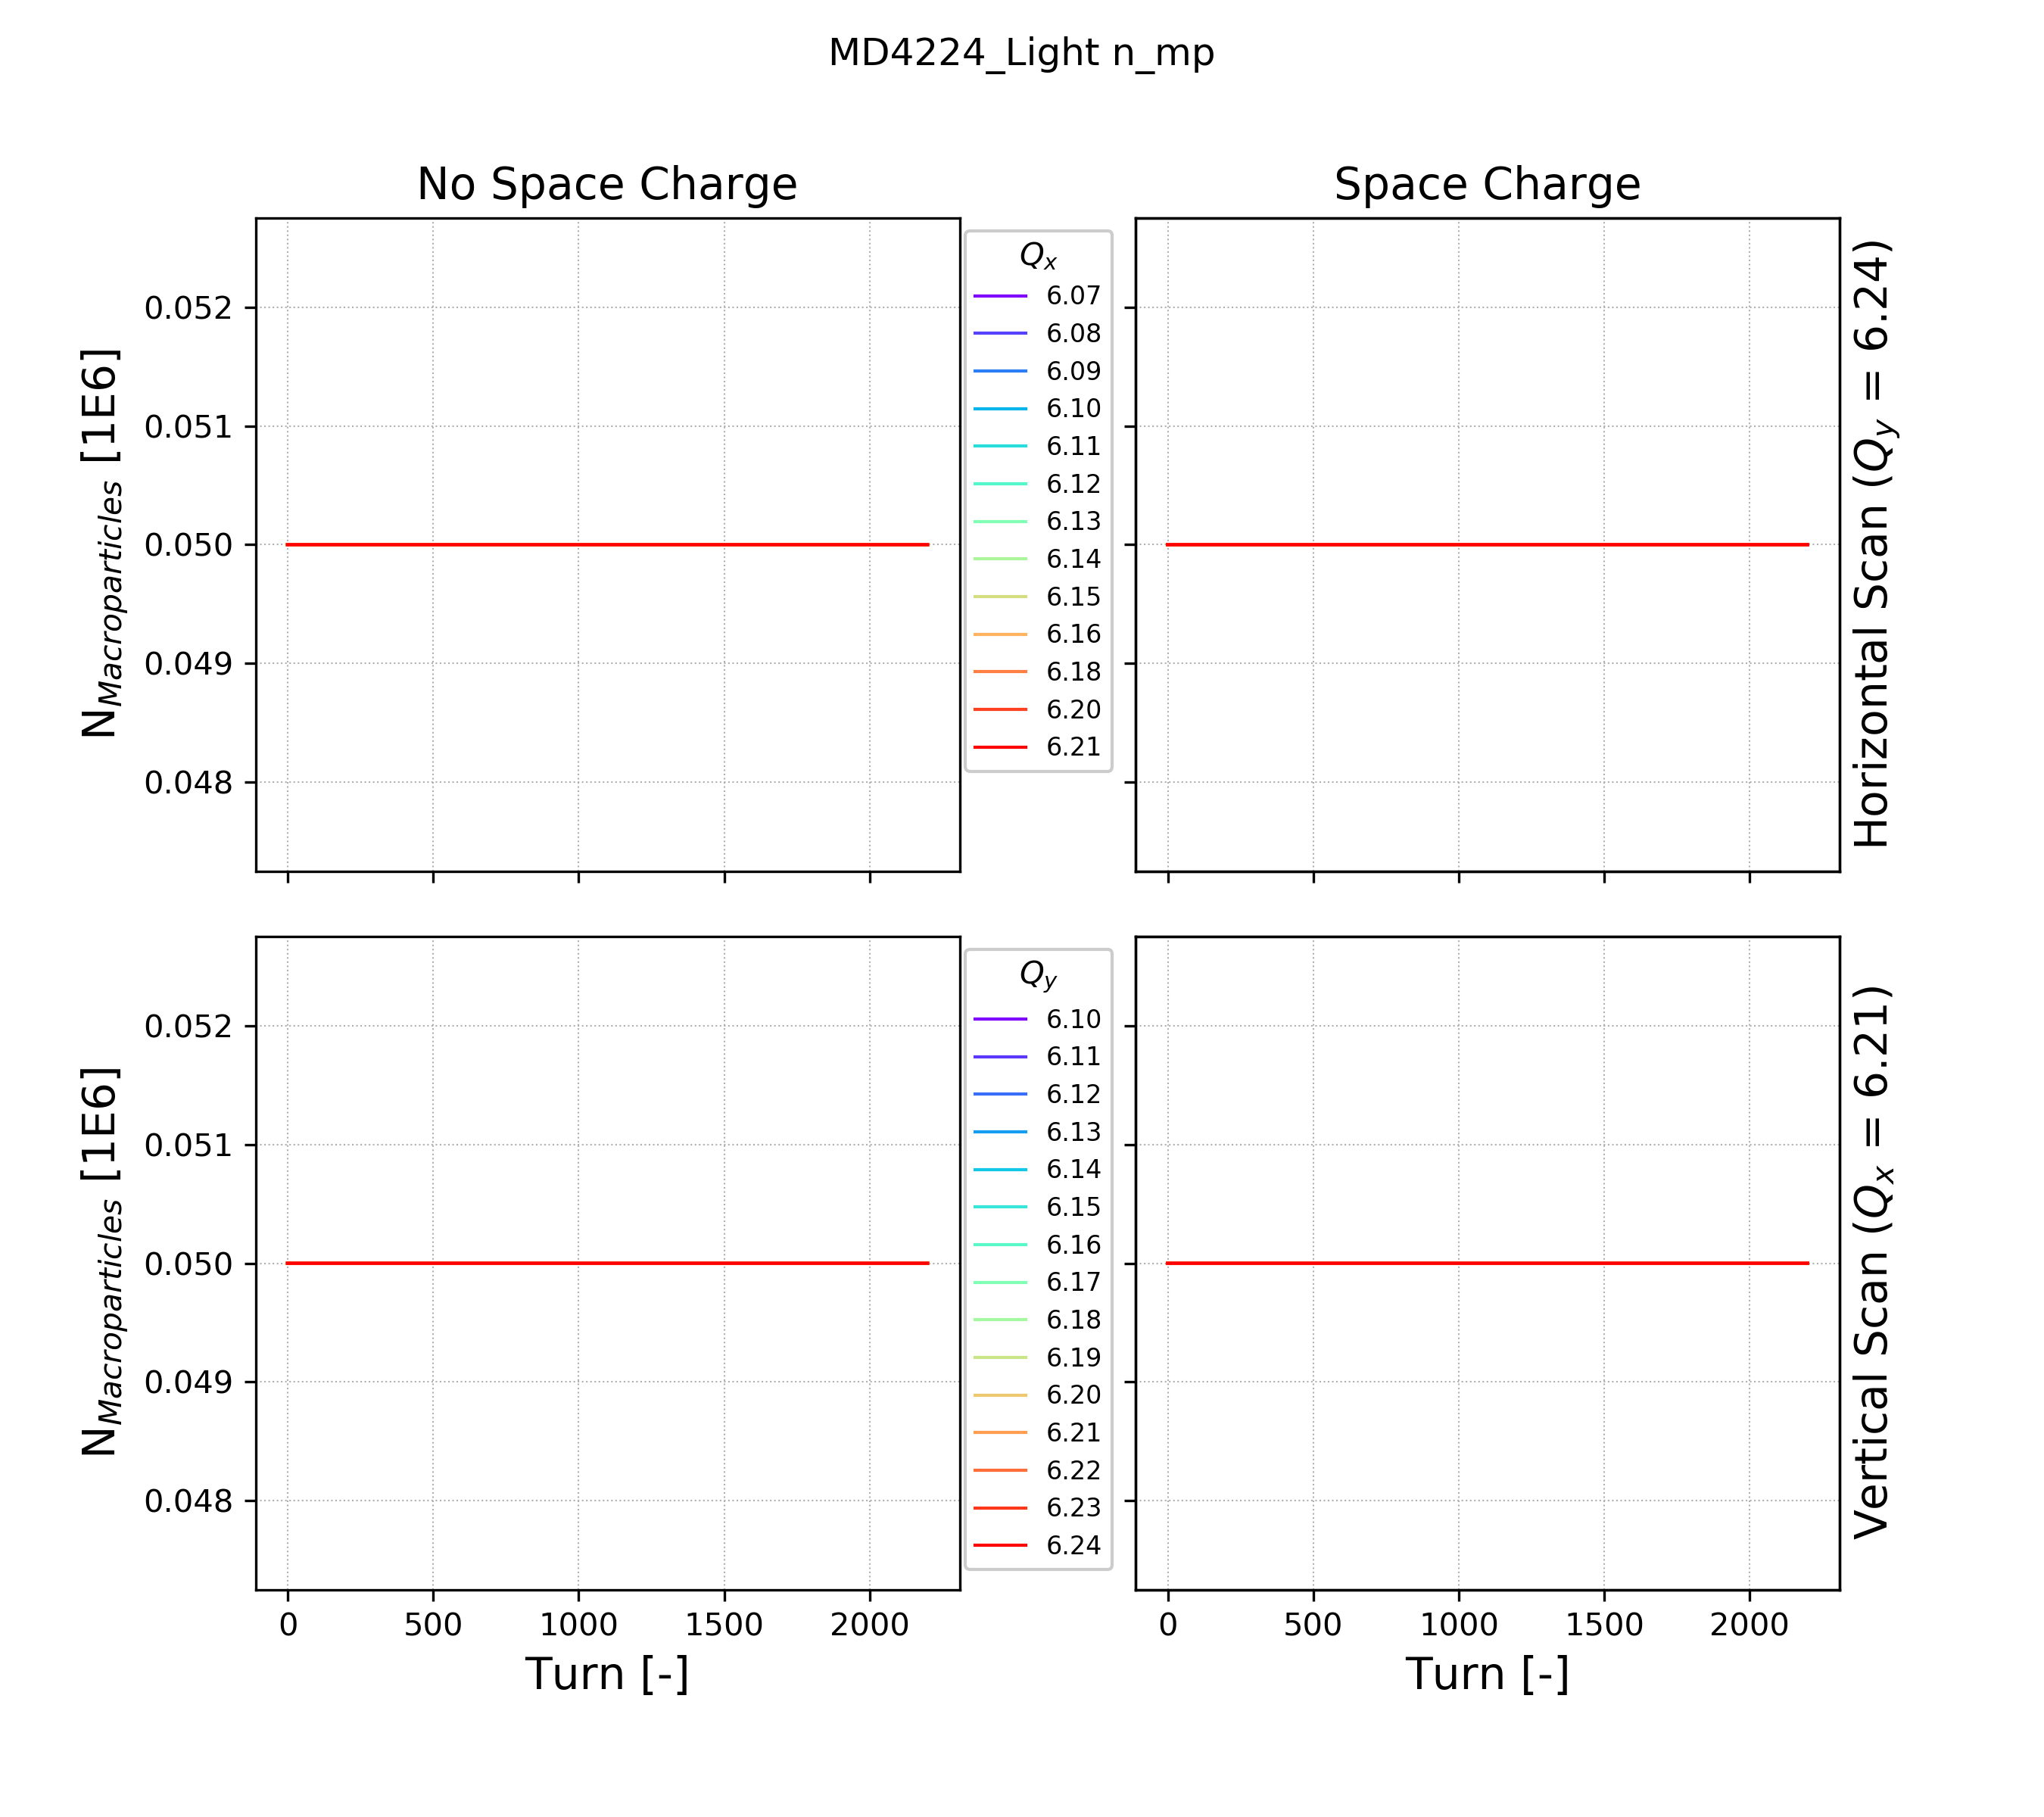 MD4224_Light n_mp
No Space Charge
Space Charge
N_Macroparticles [1E6]
0.052
0.051
0.050
0.049
0.048
Q_x
6.07
6.08
6.09
6.10
6.11
6.12
6.13
6.14
6.15
6.16
6.18
6.20
6.21
Horizontal Scan (Q_y = 6.24)
N_Macroparticles [1E6]
0.052
0.051
0.050
0.049
0.048
Q_y
6.10
6.11
6.12
6.13
6.14
6.15
6.16
6.17
6.18
6.19
6.20
6.21
6.22
6.23
6.24
Vertical Scan (Q_x = 6.21)
0 500 1000 1500 2000
0 500 1000 1500 2000
Turn [-]
Turn [-]